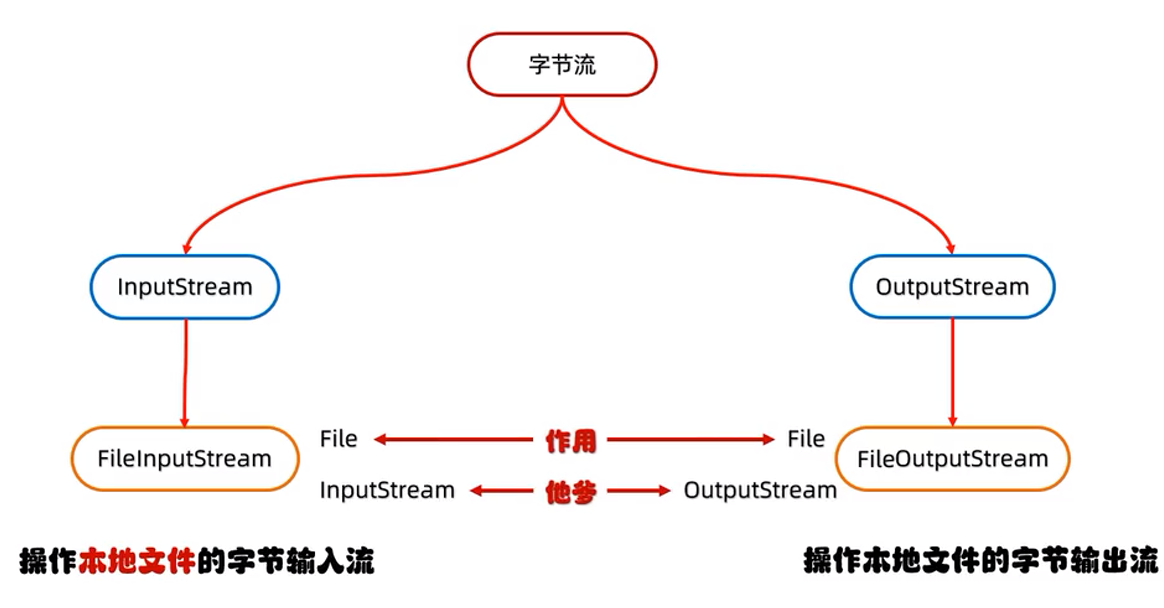 字节流
InputStream
OutputStream
FileInputStream
File
作用
File
FileOutputStream
InputStream
他爹
OutputStream
操作本地文件的字节输入流
操作本地文件的字节输出流